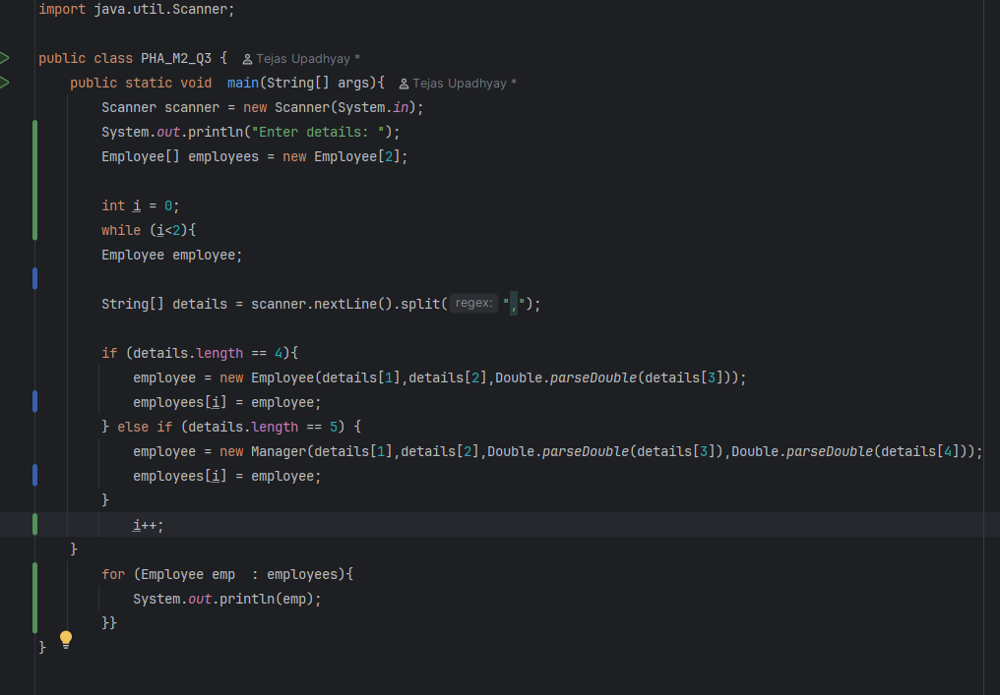 import java.util.Scanner;
public class PHA_M2_Q3 { Tejas Upadhyay *
public static void  main(String[] args){ Tejas Upadhyay *
Scanner scanner = new Scanner(System.in);
System.out.println("Enter details: ");
Employee[] employees = new Employee[2];
int i = 0;
while (i<2){
Employee employee;
String[] details = scanner.nextLine().split( regex: ",");
if (details.length == 4){
employee = new Employee(details[1],details[2],Double.parseDouble(details[3]));
employees[i] = employee;
} else if (details.length == 5) {
employee = new Manager(details[1],details[2],Double.parseDouble(details[3]),Double.parseDouble(details[4]));
employees[i] = employee;
}
i++;
}
for (Employee emp  : employees){
System.out.println(emp);
}}
}